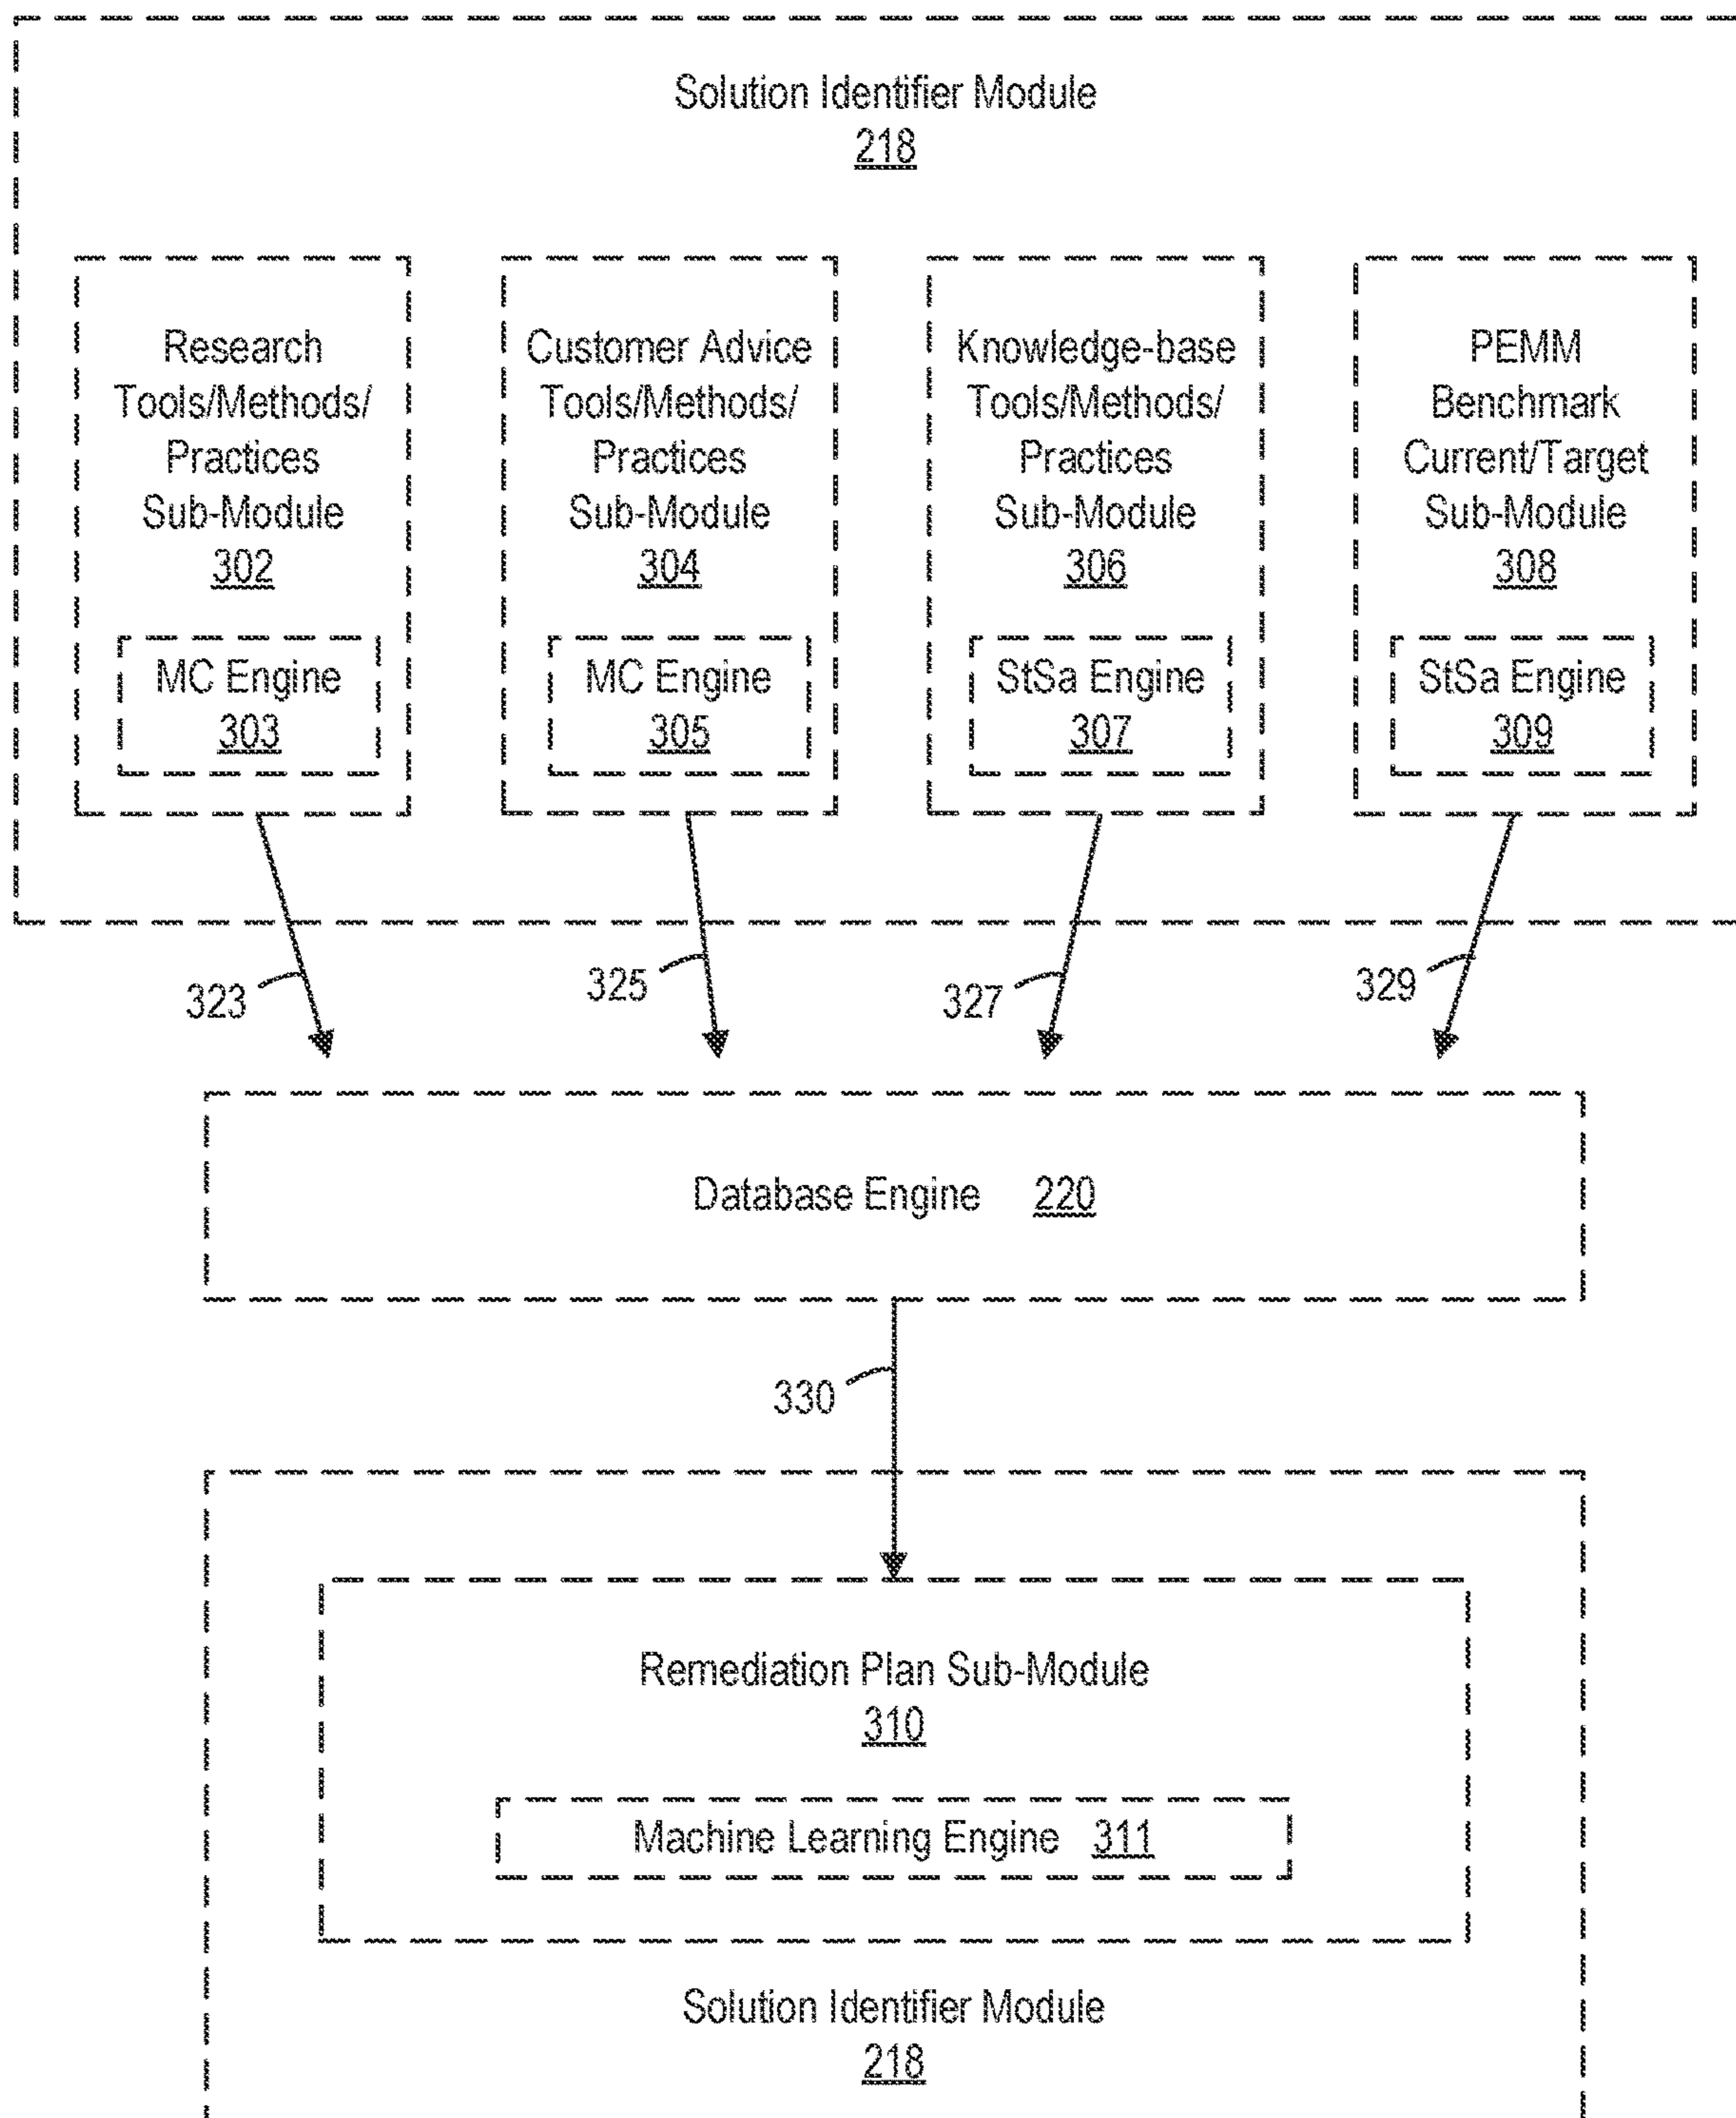 Solution Identifier Module
218
Research
Tools/Methods/
Practices
Sub-Module
302
MC Engine
303
Customer Advice
Tools/Methods/
Practices
Sub-Module
304
MC Engine
305
Knowledge-base
Tools/Methods/
Practices
Sub-Module
306
StSa Engine
307
PEMM
Benchmark
Current/Target
Sub-Module
308
StSa Engine
309
323
325
327
329
Database Engine 220
330
Remediation Plan Sub-Module
310
Machine Learning Engine 311
Solution Identifier Module
218